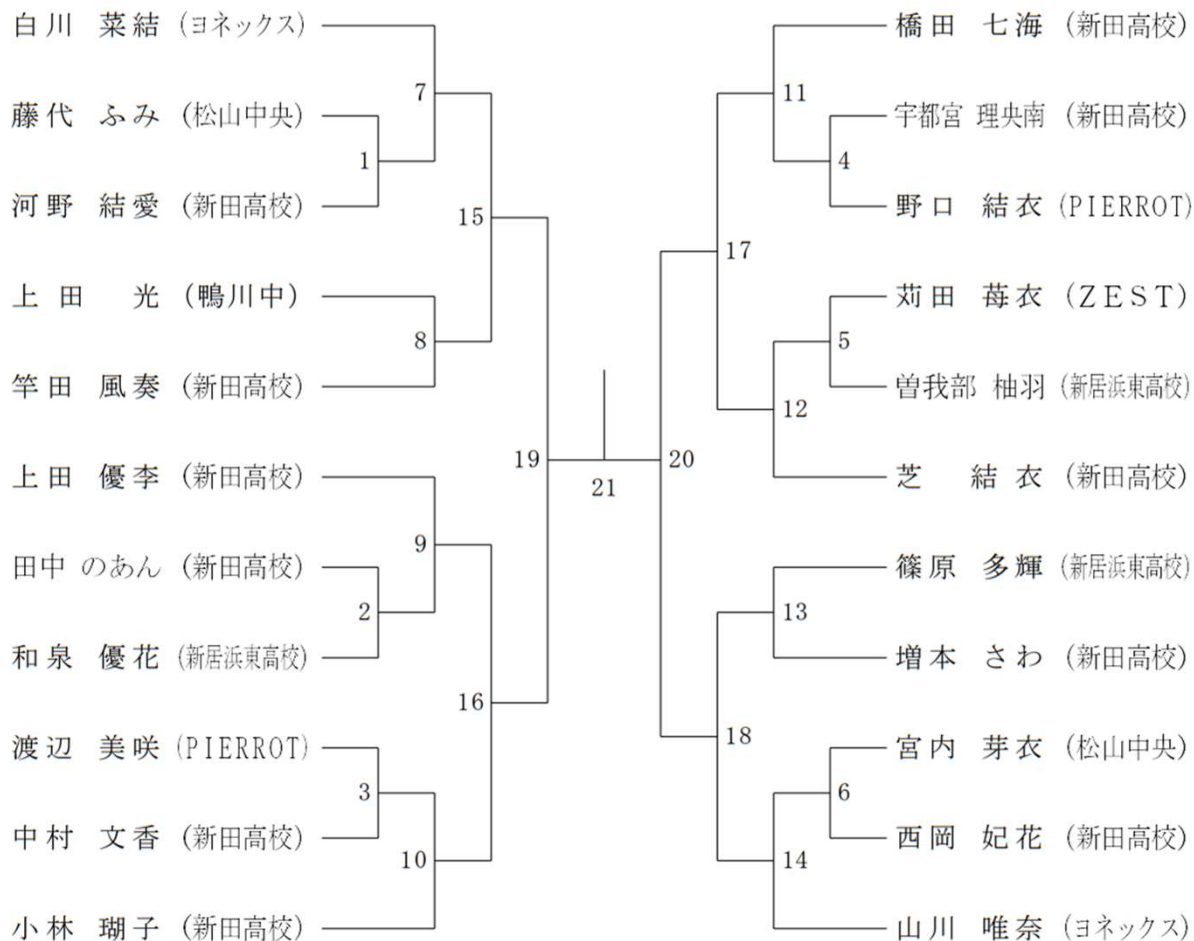 白川 菜結 (ヨネックス)
7
藤代 ふみ (松山中央)
1
河野 結愛 (新田高校)
15
上田 光 (鴨川中)
8
竿田 風奏 (新田高校)
19
上田 優李 (新田高校)
9
田中 のあん (新田高校)
2
和泉 優花 (新居浜東高校)
16
渡辺 美咲 (PIERROT)
3
中村 文香 (新田高校)
10
小林 瑚子 (新田高校)
21
橋田 七海 (新田高校)
11
宇都宮 理央南 (新田高校)
4
野口 結衣 (PIERROT)
17
苅田 苺衣 (ZEST)
5
曽我部 柚羽 (新居浜東高校)
12
20
芝 結衣 (新田高校)
篠原 多輝 (新居浜東高校)
13
増本 さわ (新田高校)
18
宮内 芽衣 (松山中央)
6
西岡 妃花 (新田高校)
14
山川 唯奈 (ヨネックス)